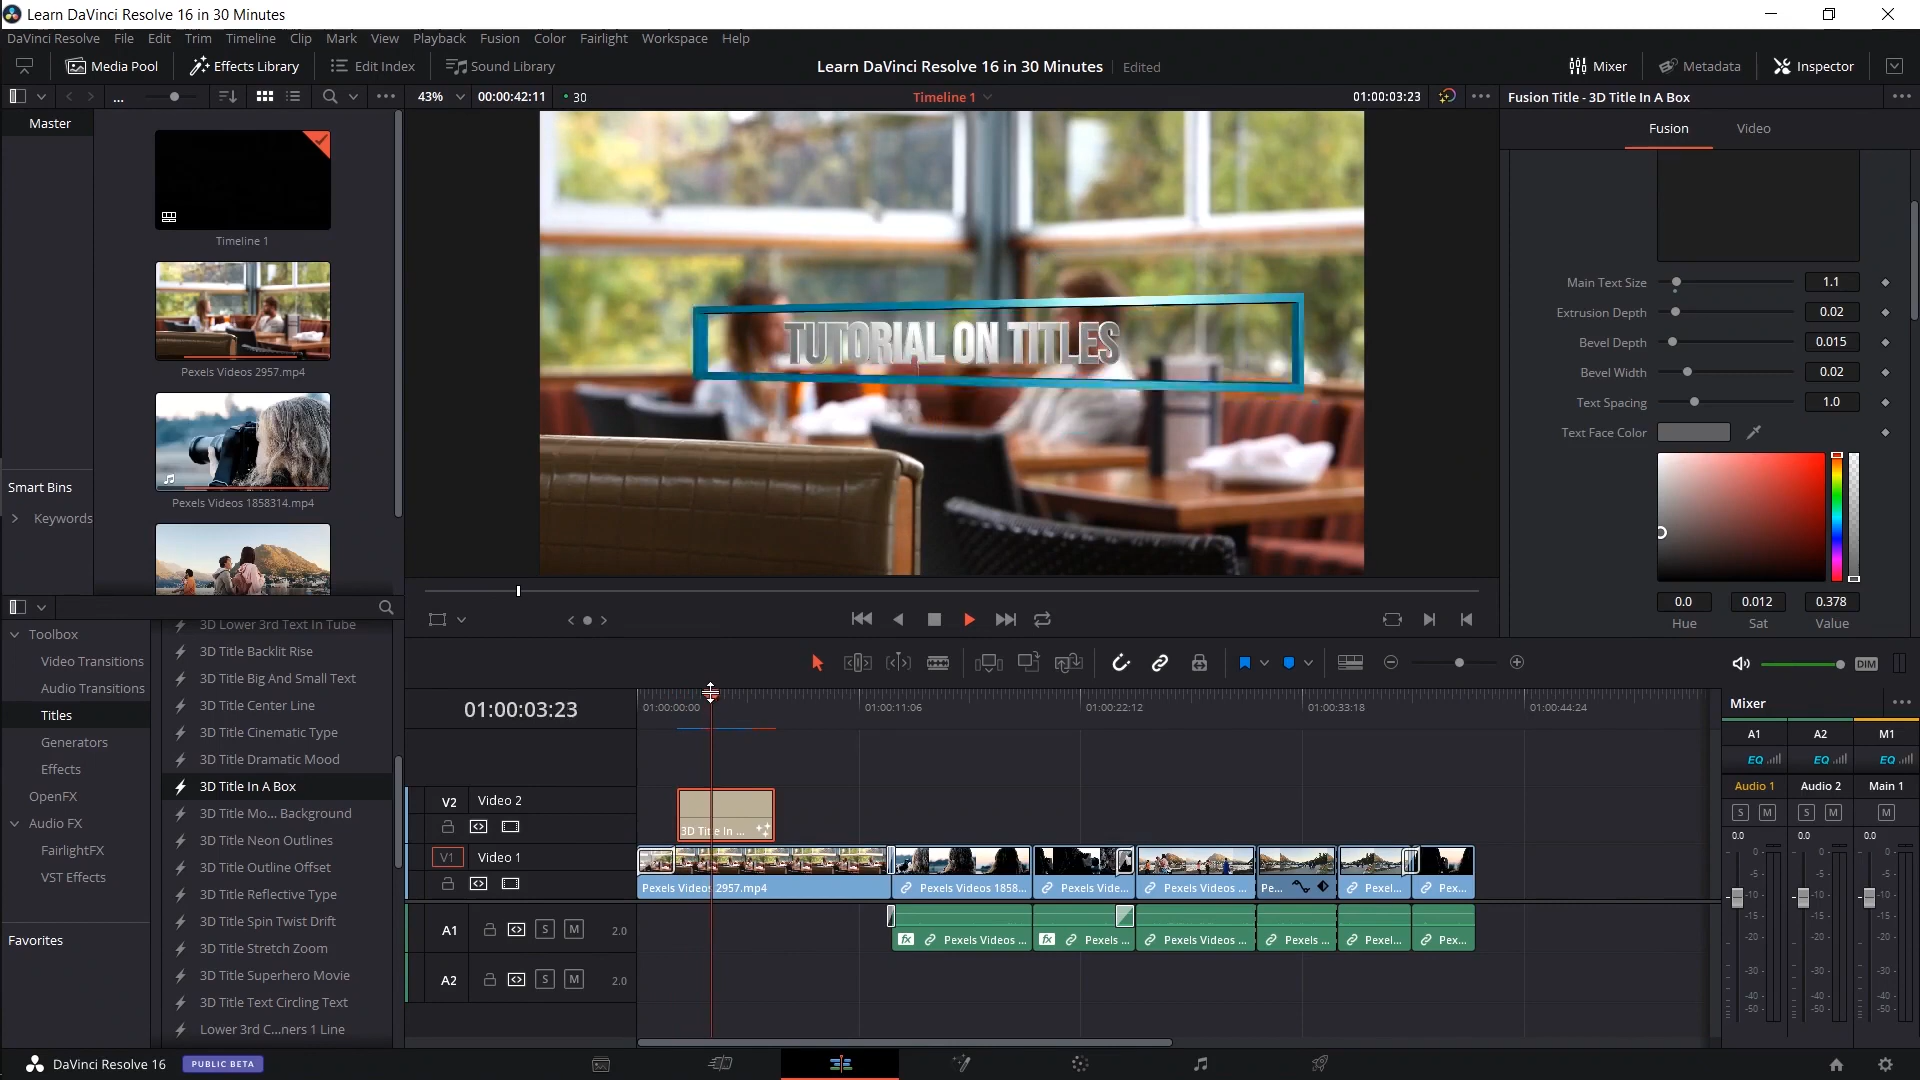 Learn DaVinci Resolve 16 in 30 Minutes
DaVinci Resolve File Edit Trim Timeline Clip Mark View Playback Fusion Color Fairlight Workspace Help
Media Pool Effects Library Edit Index Sound Library Learn DaVinci Resolve 16 in 30 Minutes Edited Mixer Metadata Inspector
... 43% 00:00:42:11 30 Timeline 1 01:00:03:23 Fusion Title - 3D Title In A Box
Master
Fusion Video
Timeline 1
Pexels Videos 2957.mp4
Pexels Videos 1858314.mp4
Smart Bins
Keywords
TUTORIAL ON TITLES
Main Text Size 1.1
Extrusion Depth 0.02
Bevel Depth 0.015
Bevel Width 0.02
Text Spacing 1.0
Text Face Color
0.0 0.012 0.378
Hue Sat Value
Toolbox
Video Transitions
Audio Transitions
Titles
Generators
Effects
OpenFX
Audio FX
FairlightFX
VST Effects
Favorites
3D Lower 3rd Text In Tube
3D Title Backlit Rise
3D Title Big And Small Text
3D Title Center Line
3D Title Cinematic Type
3D Title Dramatic Mood
3D Title In A Box
3D Title Mo... Background
3D Title Neon Outlines
3D Title Outline Offset
3D Title Reflective Type
3D Title Spin Twist Drift
3D Title Stretch Zoom
3D Title Superhero Movie
3D Title Text Circling Text
Lower 3rd C...ners 1 Line
DIM
01:00:03:23
01:00:00:00 01:00:11:06 01:00:22:12 01:00:33:18 01:00:44:24
V2 Video 2
3D Title In ...
V1 Video 1
Pexels Videos 2957.mp4 Pexels Videos 1858... Pexels Vide... Pexels Videos ... Pe... Pexel... Pex...
A1 S M 2.0
fx Pexels Videos ... fx Pexels ... Pexels Videos ... Pexels ... Pexel... Pex...
A2 S M 2.0
Mixer
A1 A2 M1
EQ EQ EQ
Audio 1 Audio 2 Main 1
S M S M M
0.0 0.0 0.0
0 0 0
-5 -5 -5
-10 -10 -10
-15 -15 -15
-20 -20 -20
-30 -30 -30
-40 -40 -40
-50 -50 -50
DaVinci Resolve 16 PUBLIC BETA